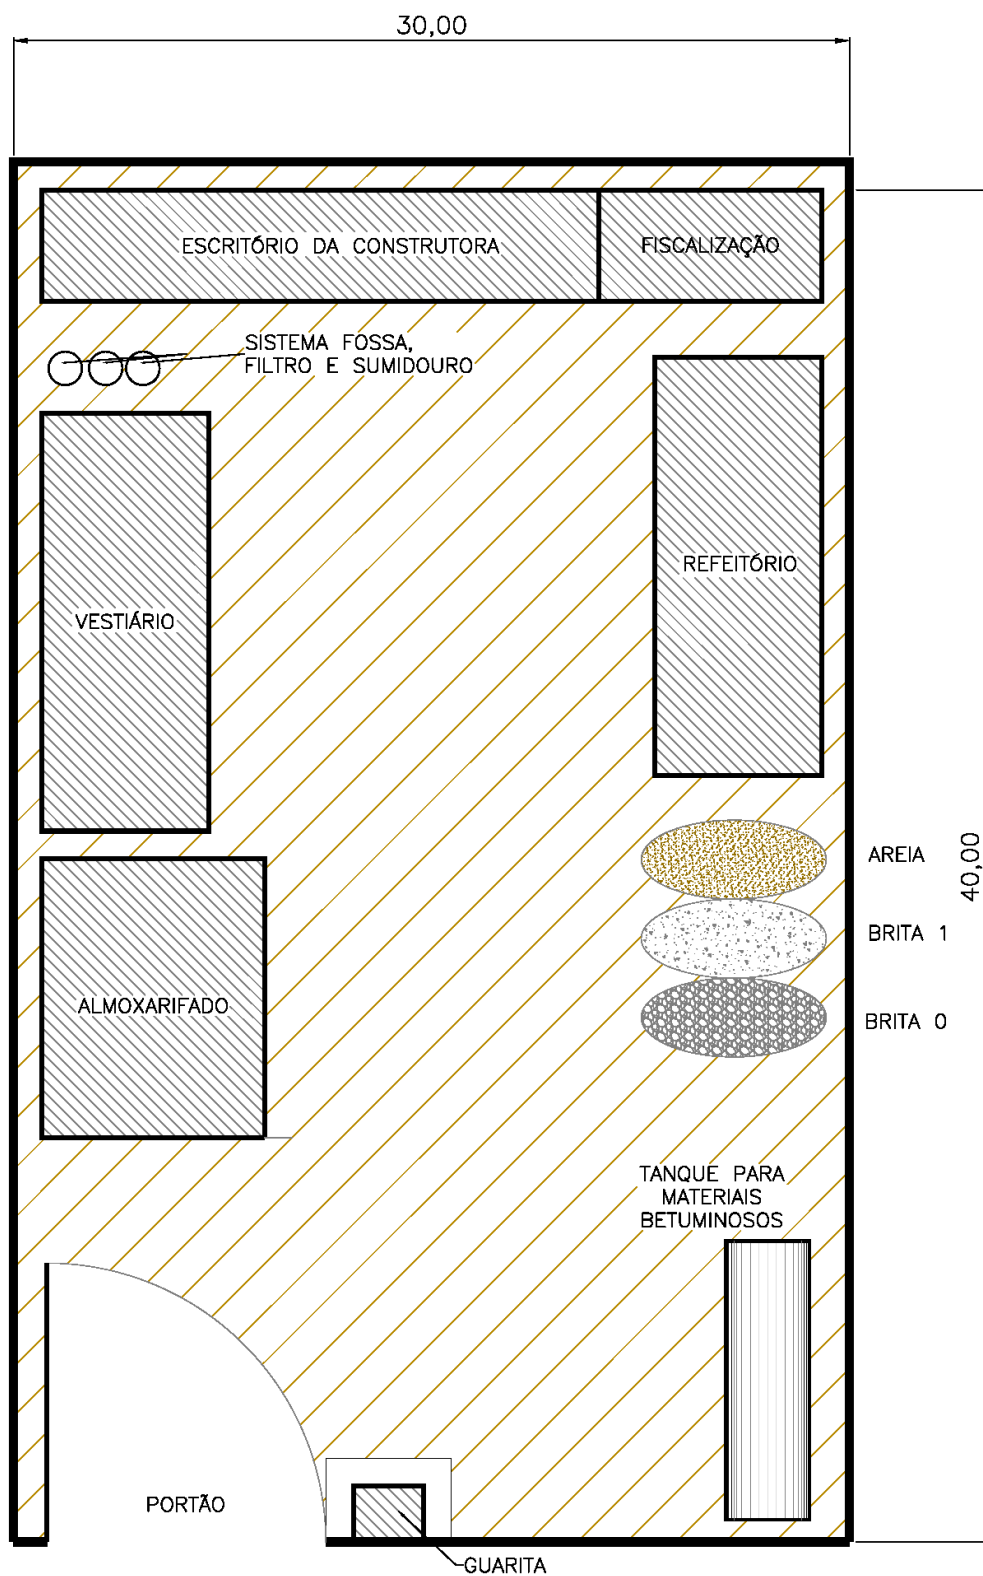 30,00
ESCRITÓRIO DA CONSTRUTORA
FISCALIZAÇÃO
SISTEMA FOSSA,
FILTRO E SUMIDOURO
REFEITÓRIO
VESTIÁRIO
AREIA
40,00
BRITA 1
ALMOXARIFADO
BRITA 0
TANQUE PARA
MATERIAIS
BETUMINOSOS
PORTÃO
GUARITA